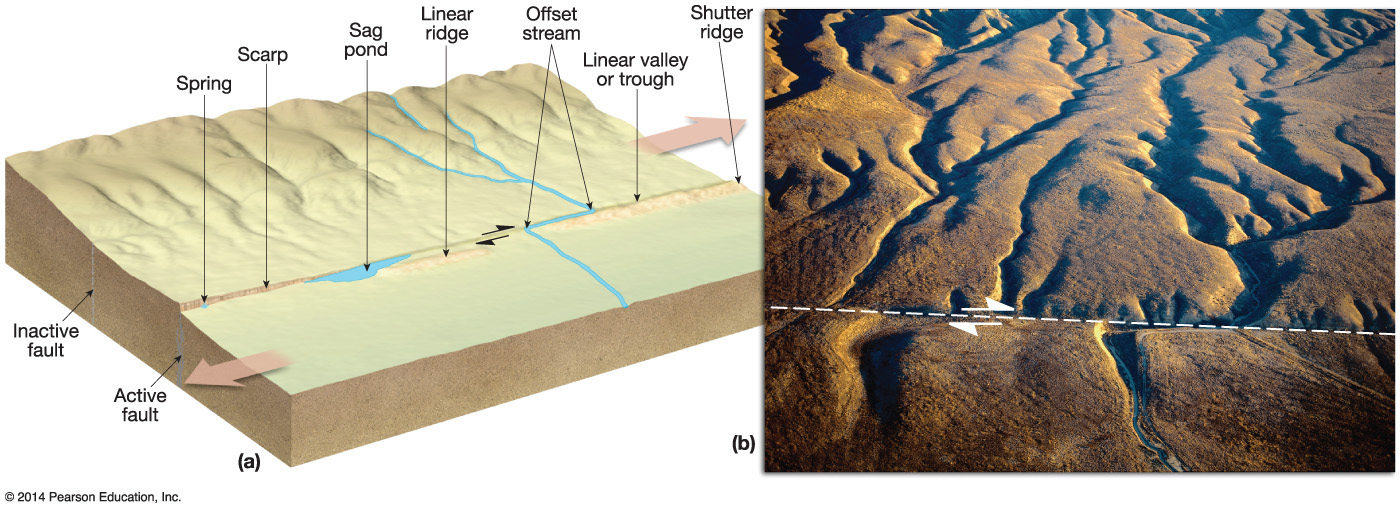 Spring
Scarp
Sag
pond
Linear
ridge
Offset
stream
Linear valley
or trough
Shutter
ridge
Inactive
fault
Active
fault
(a)
(b)
© 2014 Pearson Education, Inc.